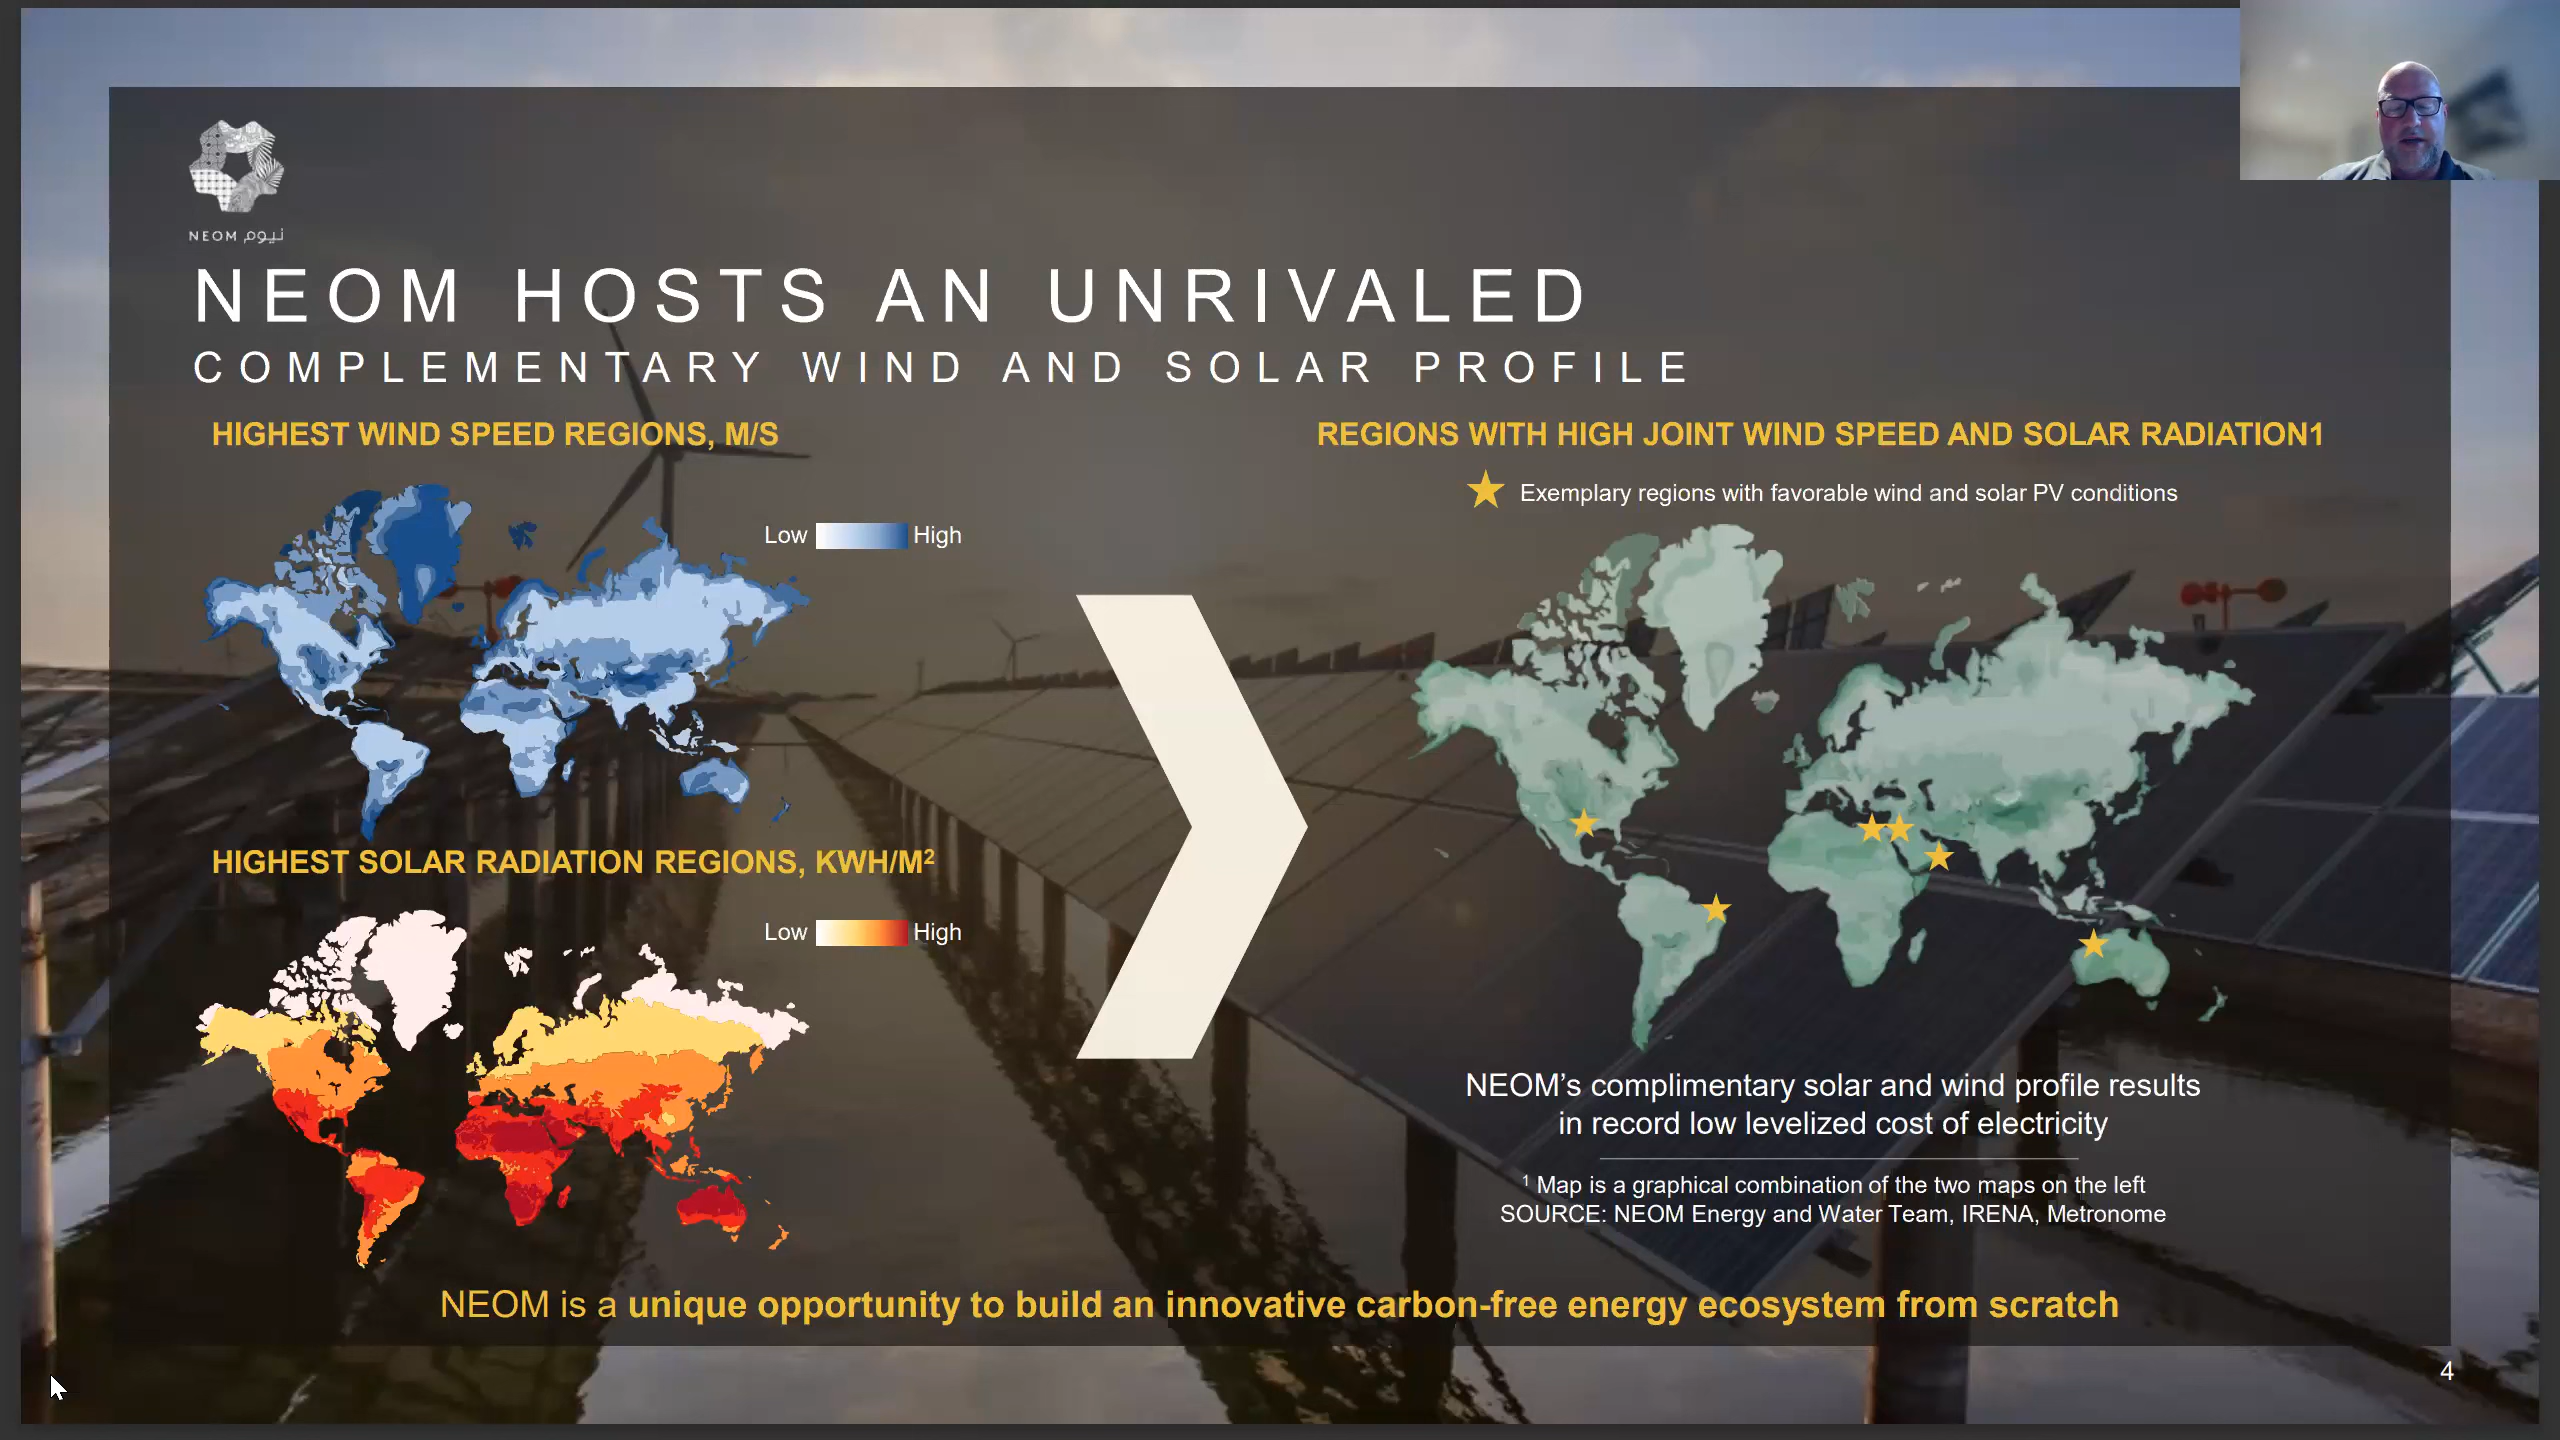 NEOM نيوم
NEOM HOSTS AN UNRIVALED
COMPLEMENTARY WIND AND SOLAR PROFILE
HIGHEST WIND SPEED REGIONS, M/S
Low High
HIGHEST SOLAR RADIATION REGIONS, KWH/M²
Low High
REGIONS WITH HIGH JOINT WIND SPEED AND SOLAR RADIATION1
Exemplary regions with favorable wind and solar PV conditions
NEOM’s complimentary solar and wind profile results
in record low levelized cost of electricity
¹ Map is a graphical combination of the two maps on the left
SOURCE: NEOM Energy and Water Team, IRENA, Metronome
NEOM is a unique opportunity to build an innovative carbon-free energy ecosystem from scratch
4